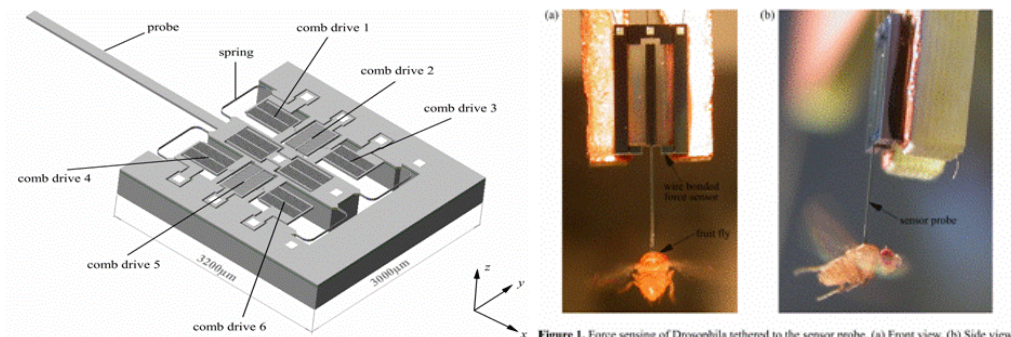 probe
comb drive 1
spring
comb drive 2
comb drive 3
comb drive 4
comb drive 5
comb drive 6
3200μm
3000μm
z
y
x
(a)
wire bonded
force sensor
fruit fly
(b)
sensor probe
Figure 1. Force sensing of Drosophila tethered to the sensor probe. (a) Front view. (b) Side view